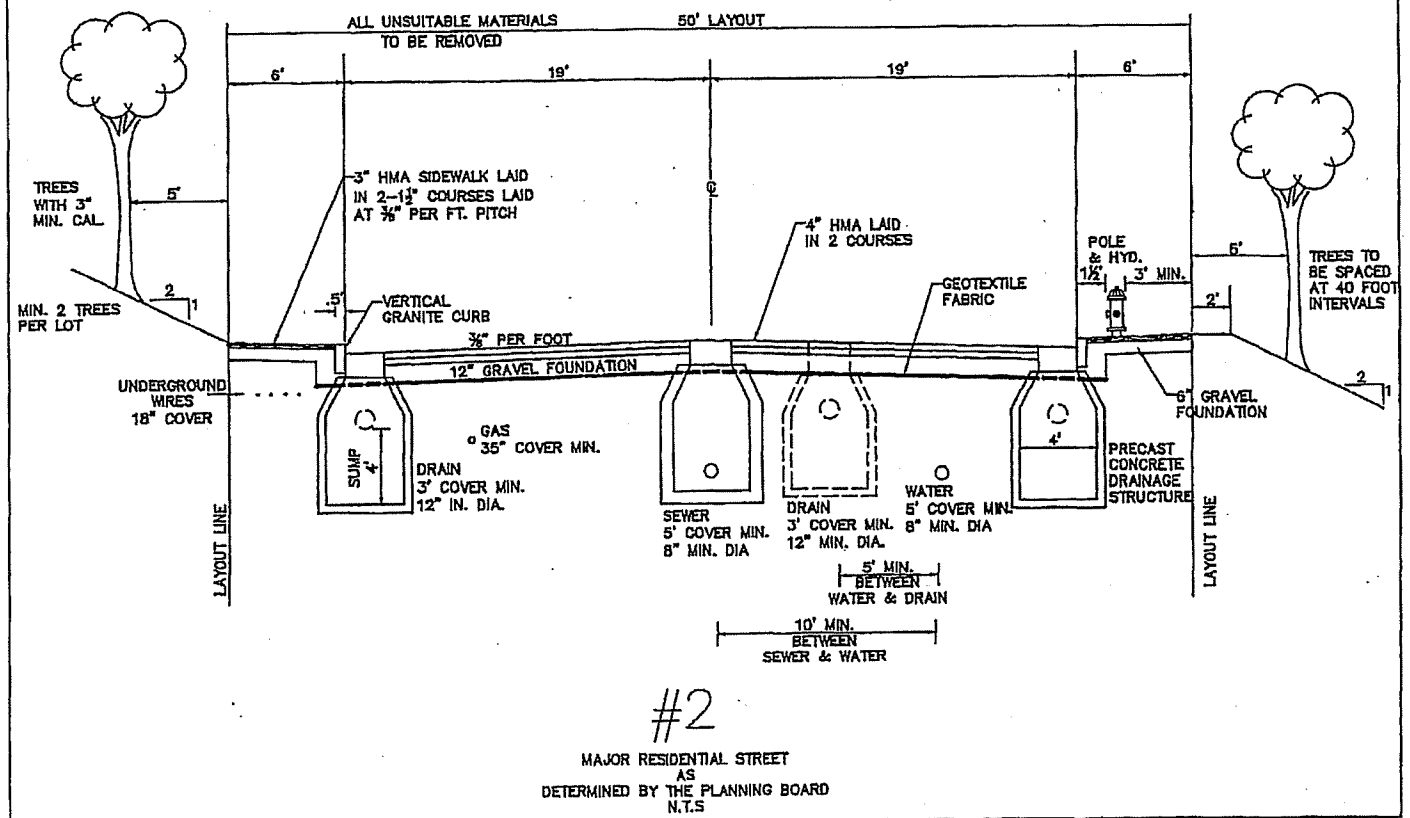 ALL UNSUITABLE MATERIALS
TO BE REMOVED
50' LAYOUT
6'
19'
19'
6'
TREES
WITH 3"
MIN. CAL.
5'
3" HMA SIDEWALK LAID
IN 2-1½" COURSES LAID
AT ⅜" PER FT. PITCH
℄
4" HMA LAID
IN 2 COURSES
POLE
& HYD.
1½'
3' MIN.
5'
TREES TO
BE SPACED
AT 40 FOOT
INTERVALS
MIN. 2 TREES
PER LOT
2
1
.5'
VERTICAL
GRANITE CURB
GEOTEXTILE
FABRIC
2'
⅜" PER FOOT
12" GRAVEL FOUNDATION
2
1
UNDERGROUND
WIRES
18" COVER
6" GRAVEL
FOUNDATION
GAS
35" COVER MIN.
SUMP
4'
DRAIN
3' COVER MIN.
12" IN. DIA.
SEWER
5' COVER MIN.
8" MIN. DIA
DRAIN
3' COVER MIN.
12" MIN. DIA.
WATER
5' COVER MIN.
8" MIN. DIA
4'
PRECAST
CONCRETE
DRAINAGE
STRUCTURE
LAYOUT LINE
LAYOUT LINE
5' MIN.
BETWEEN
WATER & DRAIN
10' MIN.
BETWEEN
SEWER & WATER
#2
MAJOR RESIDENTIAL STREET
AS
DETERMINED BY THE PLANNING BOARD
N.T.S